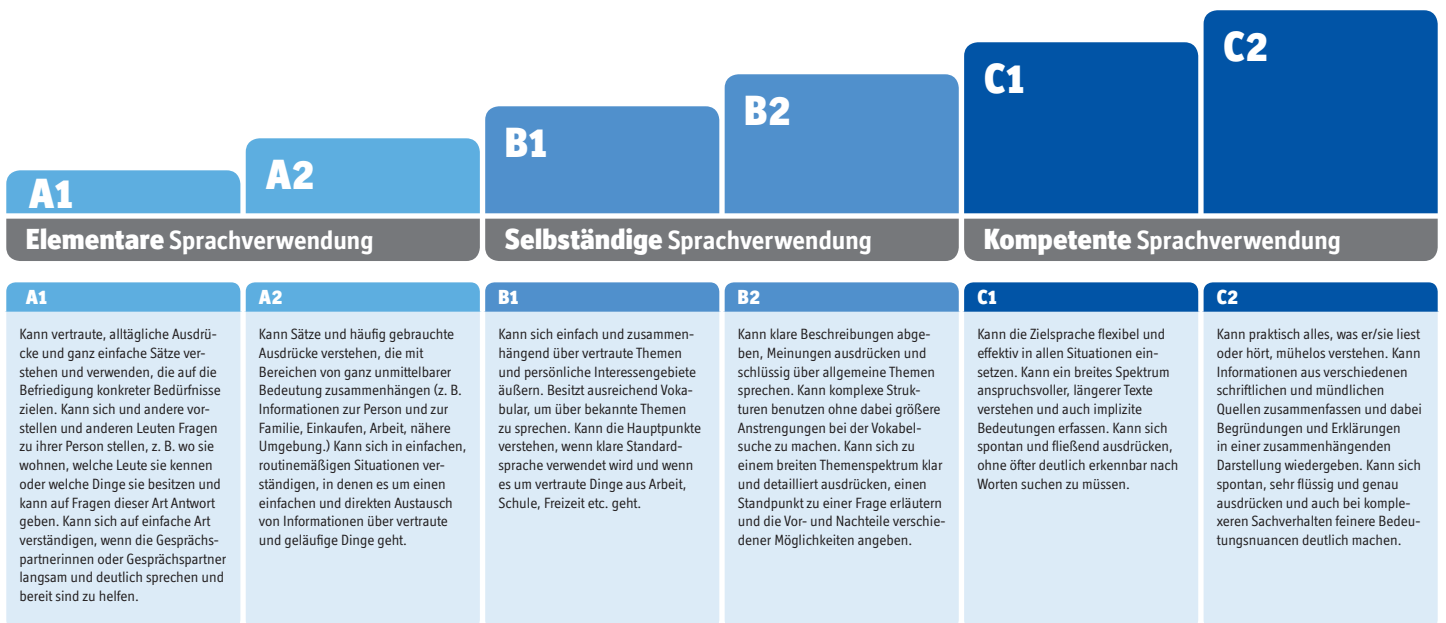 A1
A2
B1
B2
C1
C2
Elementare Sprachverwendung
Selbständige Sprachverwendung
Kompetente Sprachverwendung
A1
Kann vertraute, alltägliche Ausdrü-
cke und ganz einfache Sätze ver-
stehen und verwenden, die auf die
Befriedigung konkreter Bedürfnisse
zielen. Kann sich und andere vor-
stellen und anderen Leuten Fragen
zu ihrer Person stellen, z. B. wo sie
wohnen, welche Leute sie kennen
oder welche Dinge sie besitzen und
kann auf Fragen dieser Art Antwort
geben. Kann sich auf einfache Art
verständigen, wenn die Gesprächs-
partnerinnen oder Gesprächspartner
langsam und deutlich sprechen und
bereit sind zu helfen.
A2
Kann Sätze und häufig gebrauchte
Ausdrücke verstehen, die mit
Bereichen von ganz unmittelbarer
Bedeutung zusammenhängen (z. B.
Informationen zur Person und zur
Familie, Einkaufen, Arbeit, nähere
Umgebung.) Kann sich in einfachen,
routinemäßigen Situationen ver-
ständigen, in denen es um einen
einfachen und direkten Austausch
von Informationen über vertraute
und geläufige Dinge geht.
B1
Kann sich einfach und zusammen-
hängend über vertraute Themen
und persönliche Interessengebiete
äußern. Besitzt ausreichend Voka-
bular, um über bekannte Themen
zu sprechen. Kann die Hauptpunkte
verstehen, wenn klare Standard-
sprache verwendet wird und wenn
es um vertraute Dinge aus Arbeit,
Schule, Freizeit etc. geht.
B2
Kann klare Beschreibungen abge-
ben, Meinungen ausdrücken und
schlüssig über allgemeine Themen
sprechen. Kann komplexe Struk-
turen benutzen ohne dabei größere
Anstrengungen bei der Vokabel-
suche zu machen. Kann sich zu
einem breiten Themenspektrum klar
und detailliert ausdrücken, einen
Standpunkt zu einer Frage erläutern
und die Vor- und Nachteile verschie-
dener Möglichkeiten angeben.
C1
Kann die Zielsprache flexibel und
effektiv in allen Situationen ein-
setzen. Kann ein breites Spektrum
anspruchsvoller, längerer Texte
verstehen und auch implizite
Bedeutungen erfassen. Kann sich
spontan und fließend ausdrücken,
ohne öfter deutlich erkennbar nach
Worten suchen zu müssen.
C2
Kann praktisch alles, was er/sie liest
oder hört, mühelos verstehen. Kann
Informationen aus verschiedenen
schriftlichen und mündlichen
Quellen zusammenfassen und dabei
Begründungen und Erklärungen
in einer zusammenhängenden
Darstellung wiedergeben. Kann sich
spontan, sehr flüssig und genau
ausdrücken und auch bei komple-
xeren Sachverhalten feinere Bedeu-
tungsnuancen deutlich machen.